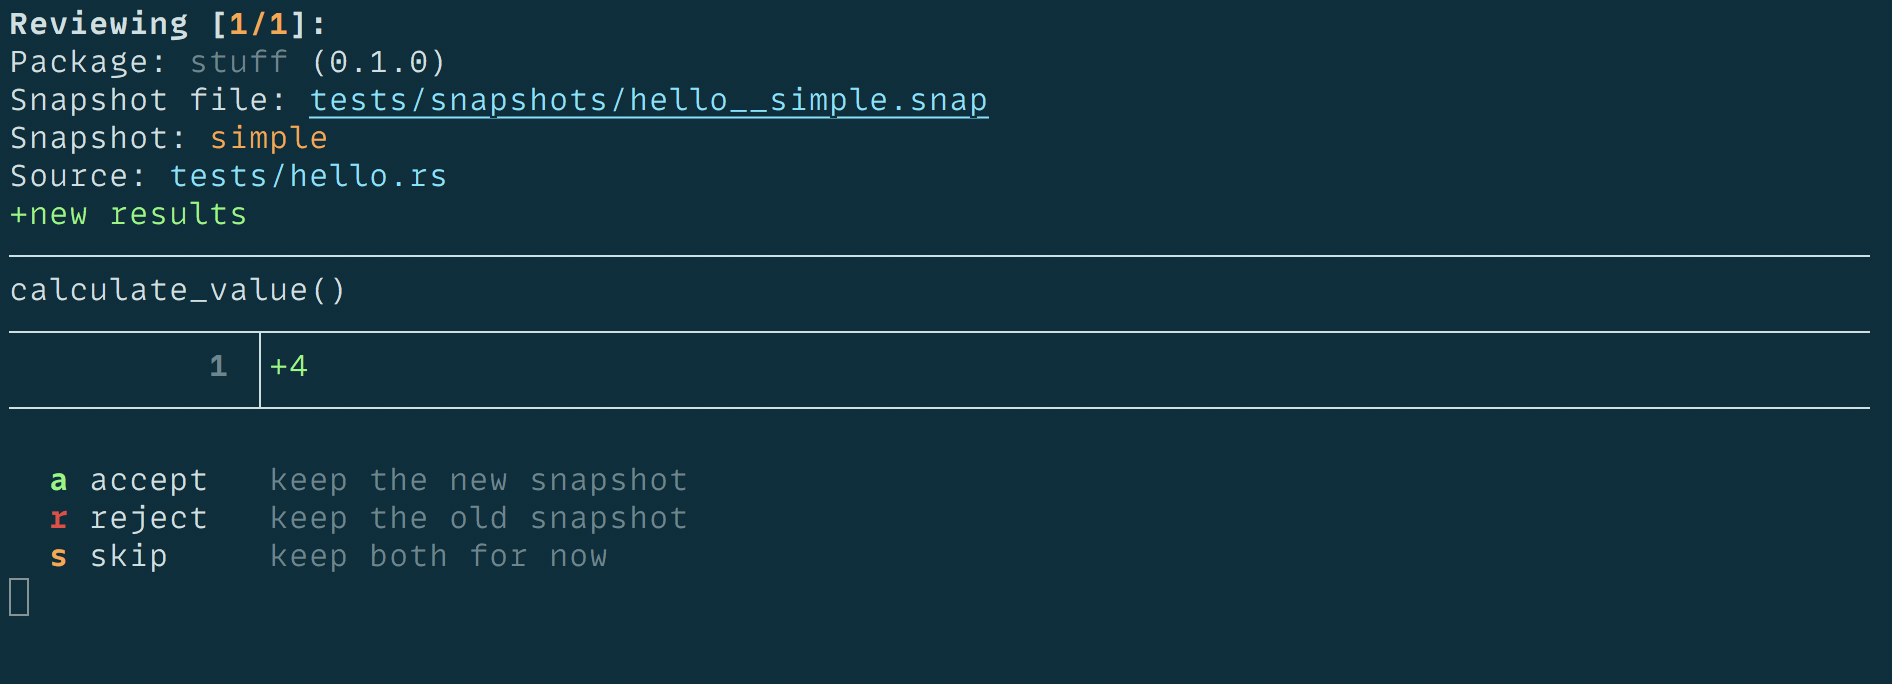 Reviewing [1/1]:
Package: stuff (0.1.0)
Snapshot file: tests/snapshots/hello__simple.snap
Snapshot: simple
Source: tests/hello.rs
+new results
calculate_value()
1 +4
a accept keep the new snapshot
r reject keep the old snapshot
s skip keep both for now